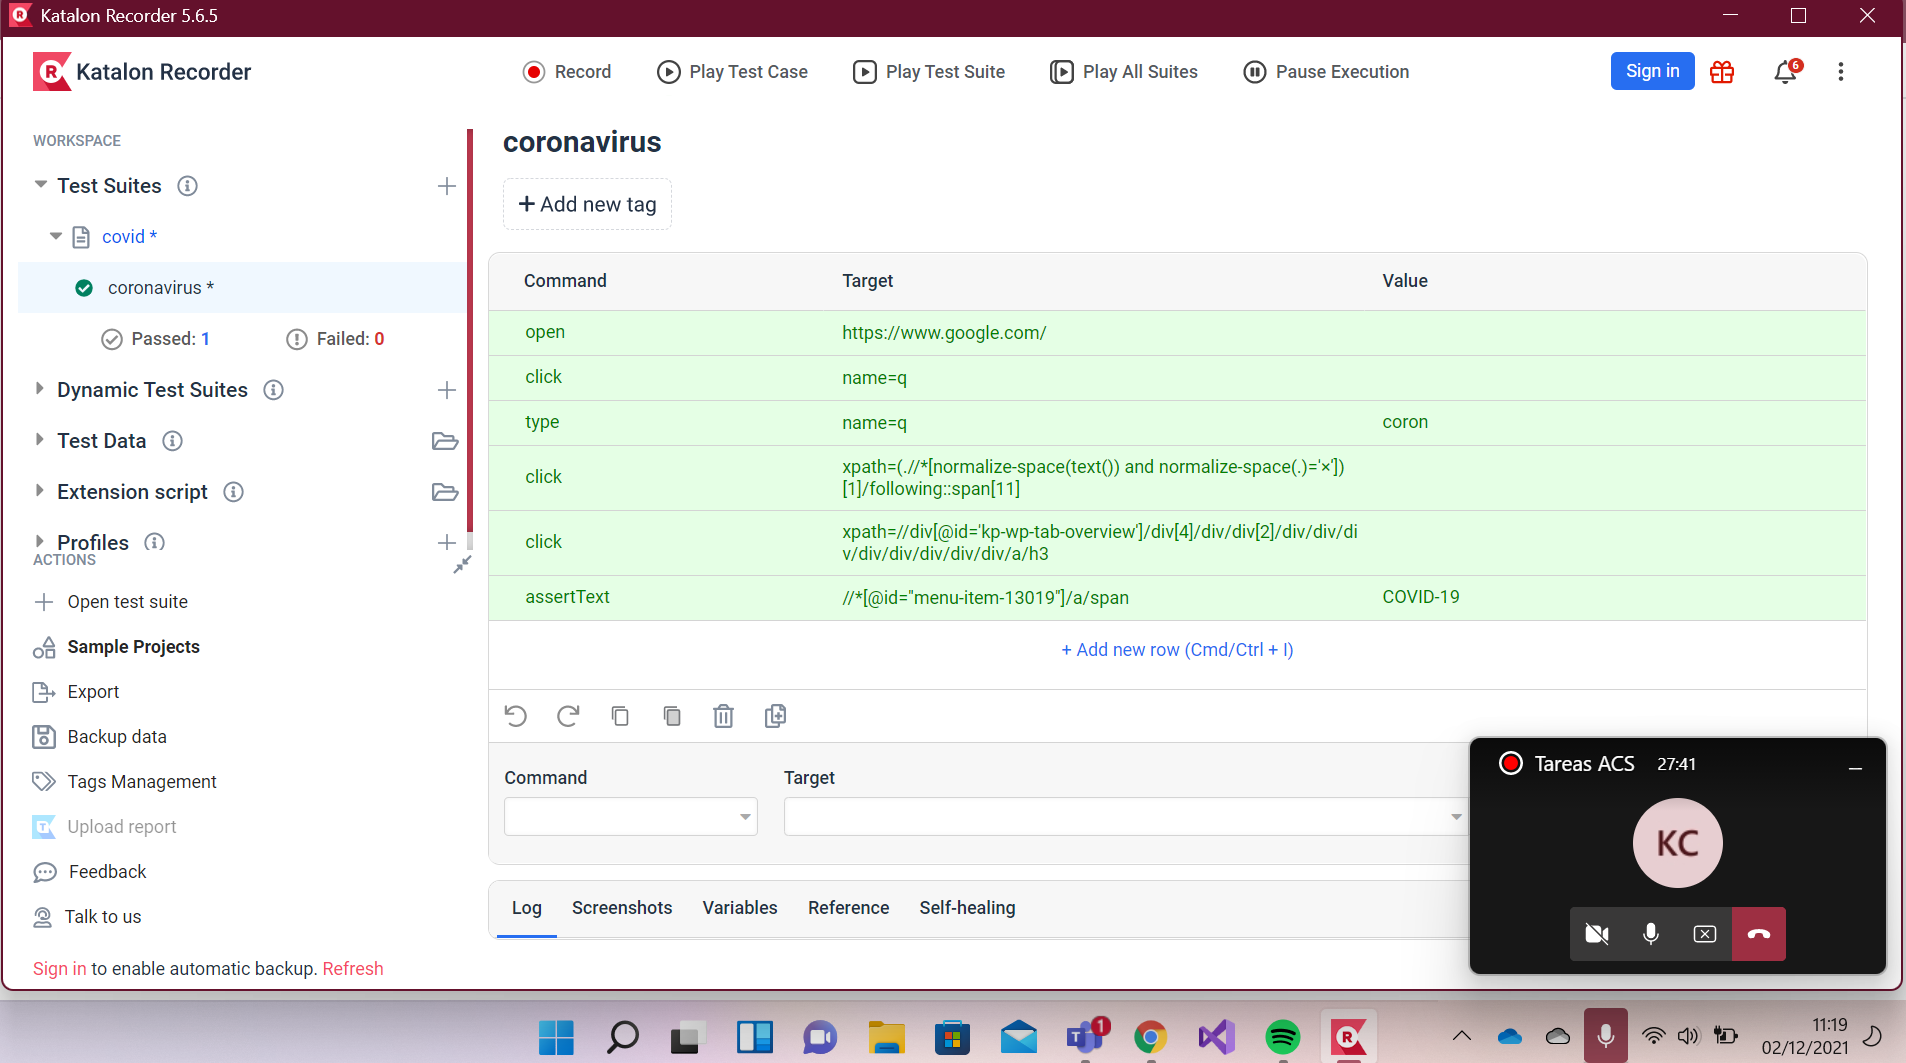 Katalon Recorder 5.6.5
Katalon Recorder
Record
Play Test Case
Play Test Suite
Play All Suites
Pause Execution
Sign in
6
WORKSPACE
Test Suites
covid *
coronavirus *
Passed: 1
Failed: 0
Dynamic Test Suites
Test Data
Extension script
Profiles
ACTIONS
Open test suite
Sample Projects
Export
Backup data
Tags Management
Upload report
Feedback
Talk to us
Sign in to enable automatic backup. Refresh
coronavirus
+ Add new tag
Command Target Value
open https://www.google.com/
click name=q
type name=q coron
click xpath=(.//*[normalize-space(text()) and normalize-space(.)='×'])
[1]/following::span[11]
click xpath=//div[@id='kp-wp-tab-overview']/div[4]/div/div[2]/div/div/di
v/div/div/div/div/div/a/h3
assertText //*[@id="menu-item-13019"]/a/span COVID-19
+ Add new row (Cmd/Ctrl + I)
Command Target
Log Screenshots Variables Reference Self-healing
Tareas ACS 27:41
KC
1
11:19
02/12/2021